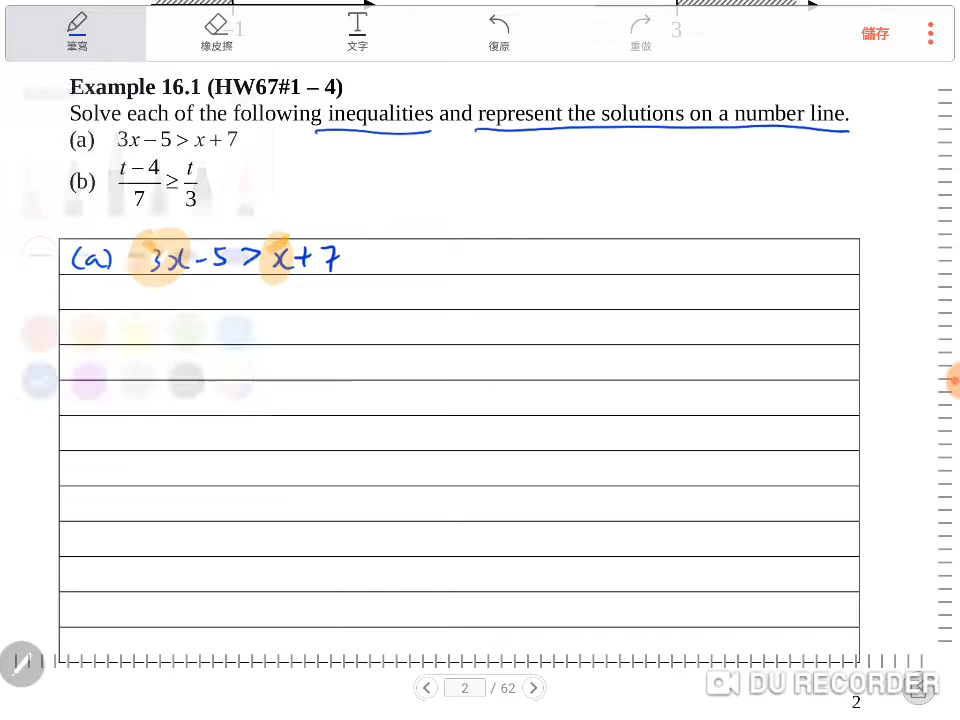 1
3
筆寫
橡皮擦
文字
復原
重做
儲存
Example 16.1 (HW67#1 – 4)
Solve each of the following inequalities and represent the solutions on a number line.
(a) 3x − 5 > x + 7
(b) (t − 4)/7 ≥ t/3
(a) 3x - 5 > x + 7
2 / 62
DU RECORDER
2